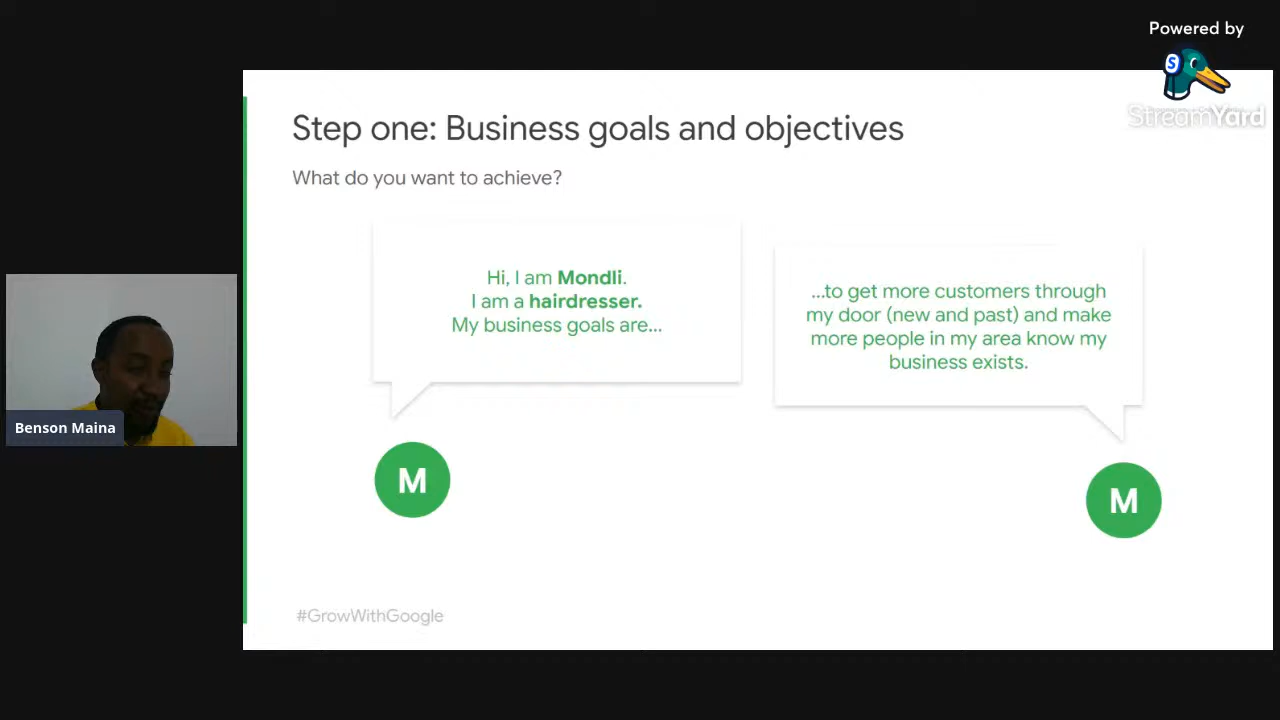 Powered by
S
StreamYard
Step one: Business goals and objectives
What do you want to achieve?
Hi, I am Mondli.
I am a hairdresser.
My business goals are...
...to get more customers through
my door (new and past) and make
more people in my area know my
business exists.
Benson Maina
M
M
#GrowWithGoogle